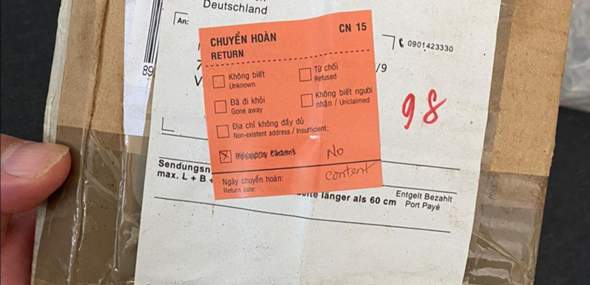 Deutschland
An:
CHUYỂN HOÀN CN 15
RETURN
0901423330
Không biết
Unknown
Từ chối
Refused
/9
Đã đi khỏi
Gone away
Không biết người
nhận / Unclaimed
98
Địa chỉ không đầy đủ
Non-existent address / Insufficient:
No
content
Ngày chuyển hoàn:
Return date:
89
Sendungsn
max. L + B +
länger als 60 cm
Entgelt Bezahlt
Port Payé